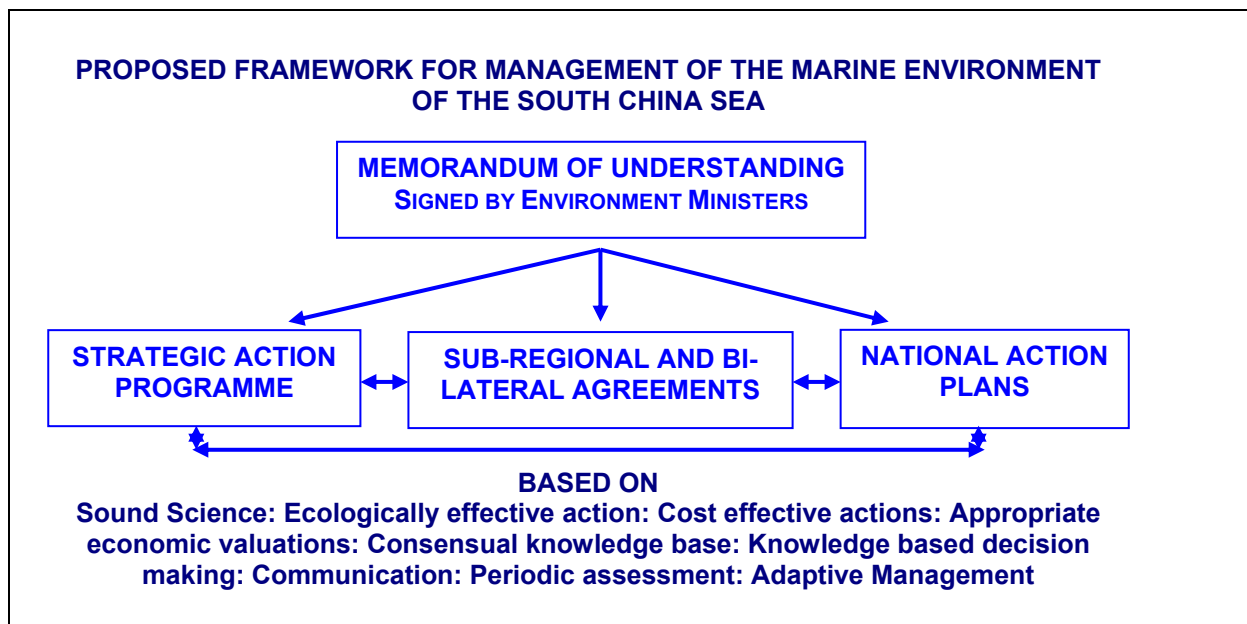 PROPOSED FRAMEWORK FOR MANAGEMENT OF THE MARINE ENVIRONMENT
OF THE SOUTH CHINA SEA
MEMORANDUM OF UNDERSTANDING
SIGNED BY ENVIRONMENT MINISTERS
STRATEGIC ACTION
PROGRAMME
SUB-REGIONAL AND BI-
LATERAL AGREEMENTS
NATIONAL ACTION
PLANS
BASED ON
Sound Science: Ecologically effective action: Cost effective actions: Appropriate
economic valuations: Consensual knowledge base: Knowledge based decision
making: Communication: Periodic assessment: Adaptive Management